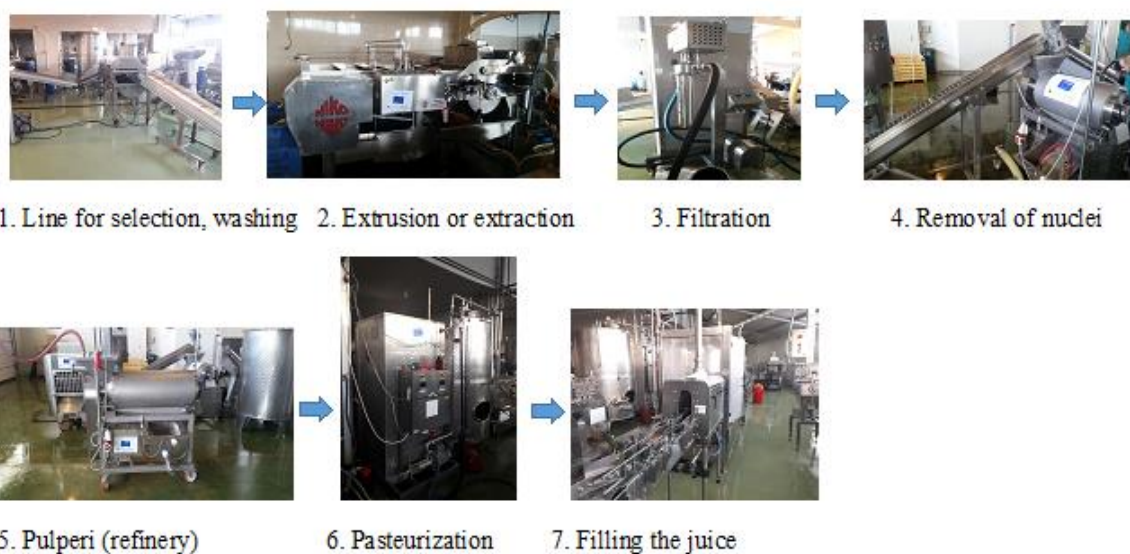 1. Line for selection, washing
2. Extrusion or extraction
3. Filtration
4. Removal of nuclei
5. Pulperi (refinery)
6. Pasteurization
7. Filling the juice